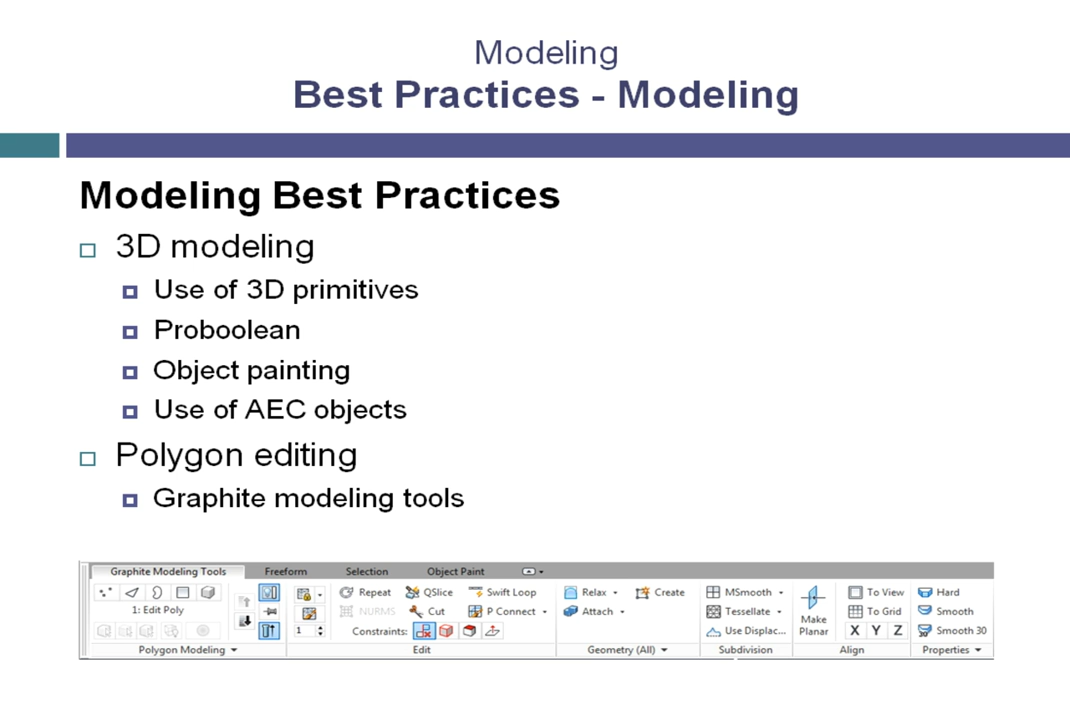 Modeling
Best Practices - Modeling
Modeling Best Practices
3D modeling
Use of 3D primitives
Proboolean
Object painting
Use of AEC objects
Polygon editing
Graphite modeling tools
Graphite Modeling Tools Freeform Selection Object Paint
Repeat QSlice Swift Loop Relax Create MSmooth To View Hard
1: Edit Poly NURMS Cut P Connect Attach Tessellate Make Planar To Grid Smooth
1 Constraints: Use Displac... X Y Z Smooth 30
Polygon Modeling Edit Geometry (All) Subdivision Align Properties